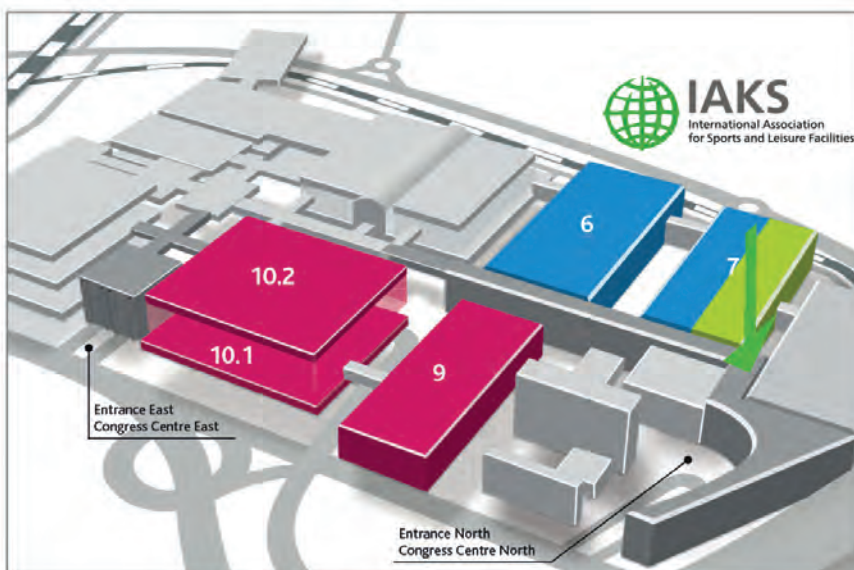 IAKS
International Association
for Sports and Leisure Facilities
6
7
10.2
10.1
9
Entrance East
Congress Centre East
Entrance North
Congress Centre North